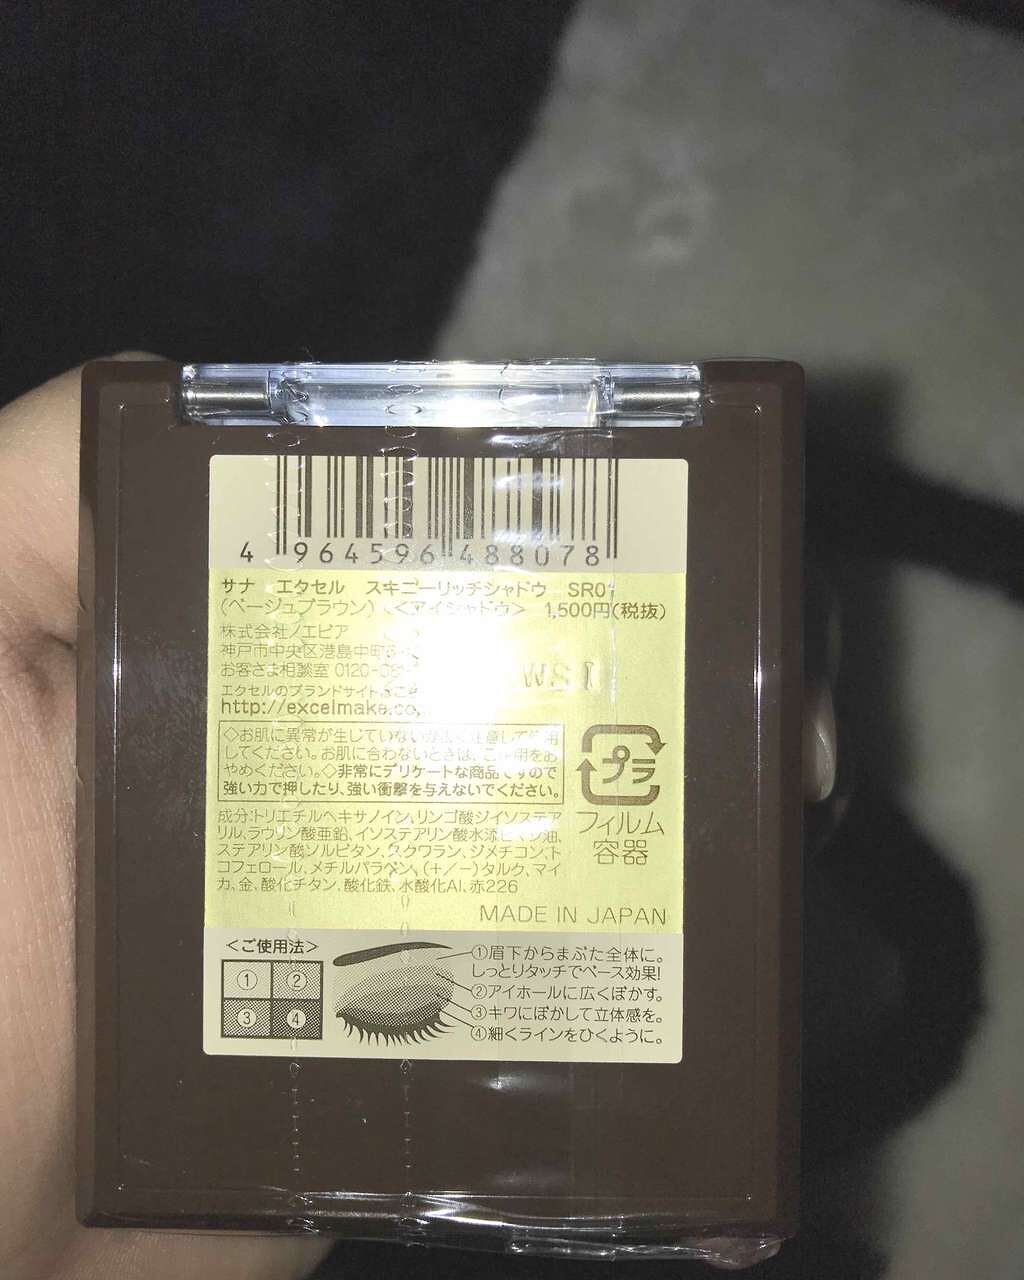 4 964596 488078
サナ エクセル スキニーリッチシャドウ SR01
(ベージュブラウン) <アイシャドウ> 1,500円(税抜)
株式会社ノエビア
神戸市中央区港島中町
お客さま相談室 0120-08
エクセルのブランドサイトは
http://excelmake.co
◇お肌に異常が生じていないかよく注意して使用
してください。お肌に合わないときは、ご使用をお
やめください。◇非常にデリケートな商品ですので
強い力で押したり、強い衝撃を与えないでください。
プラ
フィルム
容器
成分:トリエチルヘキサノイン、リンゴ酸ジイソステア
リル、ラウリン酸亜鉛、イソステアリン酸水添ヒマシ油、
ステアリン酸ソルビタン、スクワラン、ジメチコン、ト
コフェロール、メチルパラベン、(+/-)タルク、マイ
カ、金、酸化チタン、酸化鉄、水酸化Al、赤226
MADE IN JAPAN
<ご使用法>
① ②
③ ④
①眉下からまぶた全体に。
しっとりタッチでベース効果!
②アイホールに広くぼかす。
③キワにぼかして立体感を。
④細くラインをひくように。